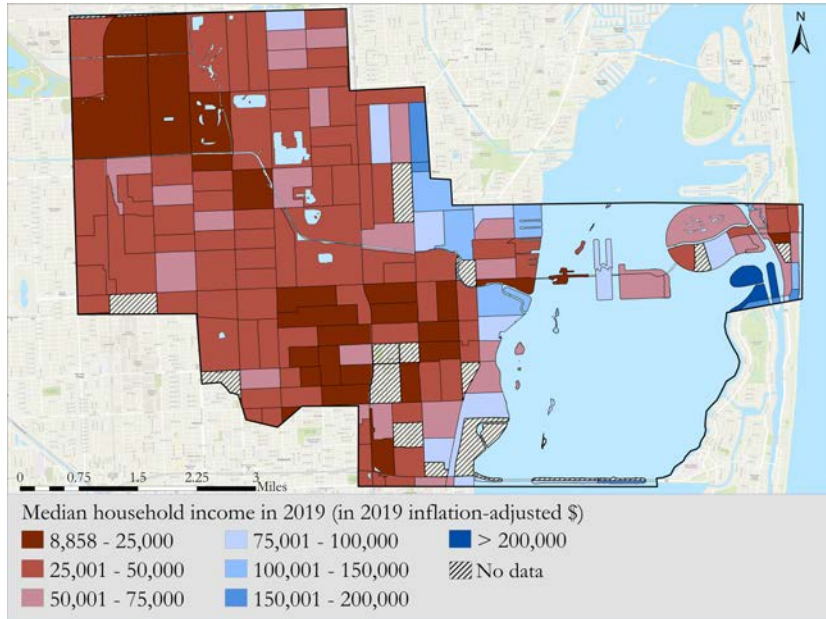 N
0 0.75 1.5 2.25 3
Miles
Median household income in 2019 (in 2019 inflation-adjusted $)
8,858 - 25,000
25,001 - 50,000
50,001 - 75,000
75,001 - 100,000
100,001 - 150,000
150,001 - 200,000
> 200,000
No data